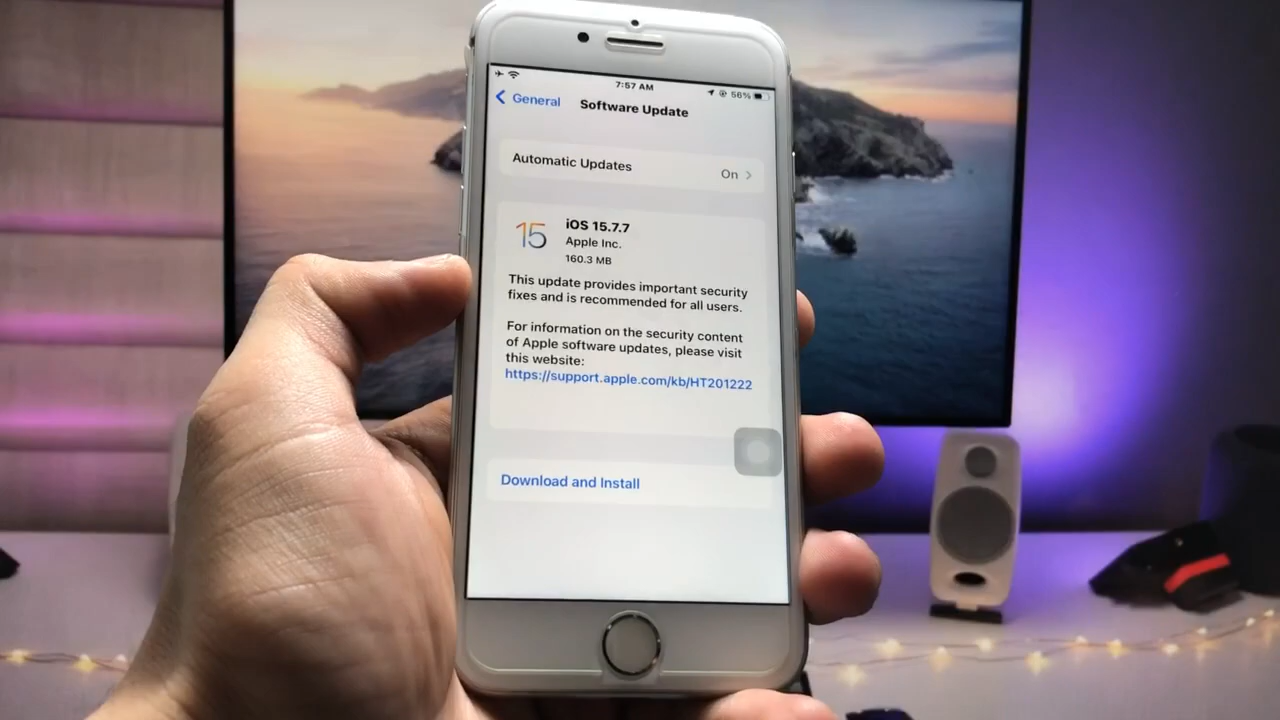 7:57 AM
56%
General
Software Update
Automatic Updates
On
15
iOS 15.7.7
Apple Inc.
160.3 MB
This update provides important security
fixes and is recommended for all users.
For information on the security content
of Apple software updates, please visit
this website:
https://support.apple.com/kb/HT201222
Download and Install